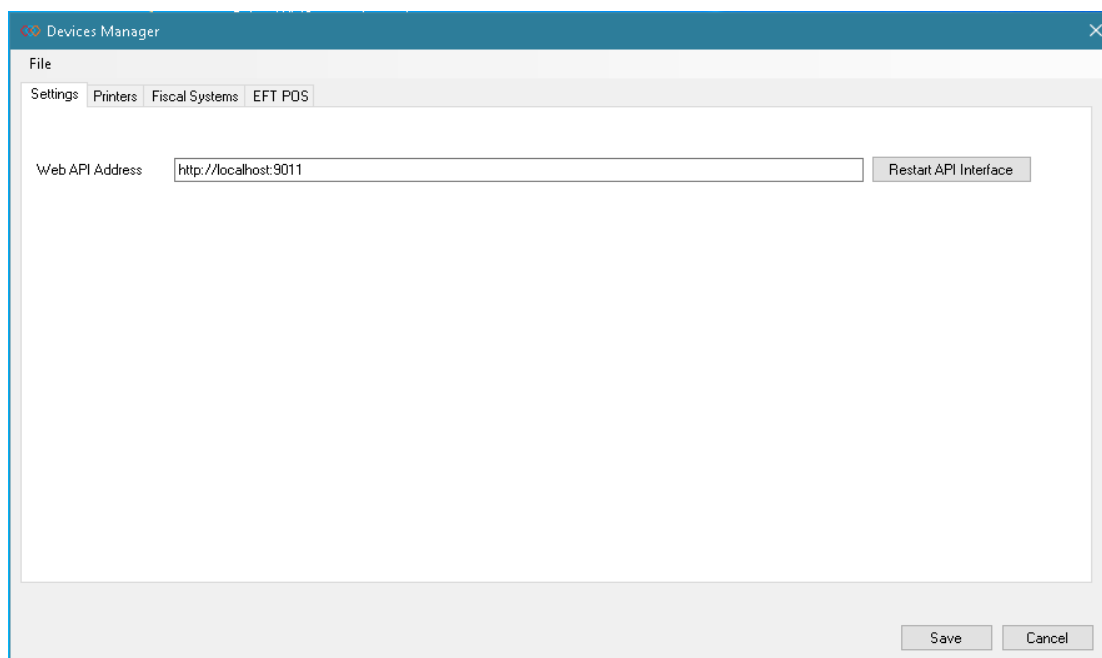 Devices Manager
File
Settings Printers Fiscal Systems EFT POS
Web API Address http://localhost:9011 Restart API Interface
Save Cancel